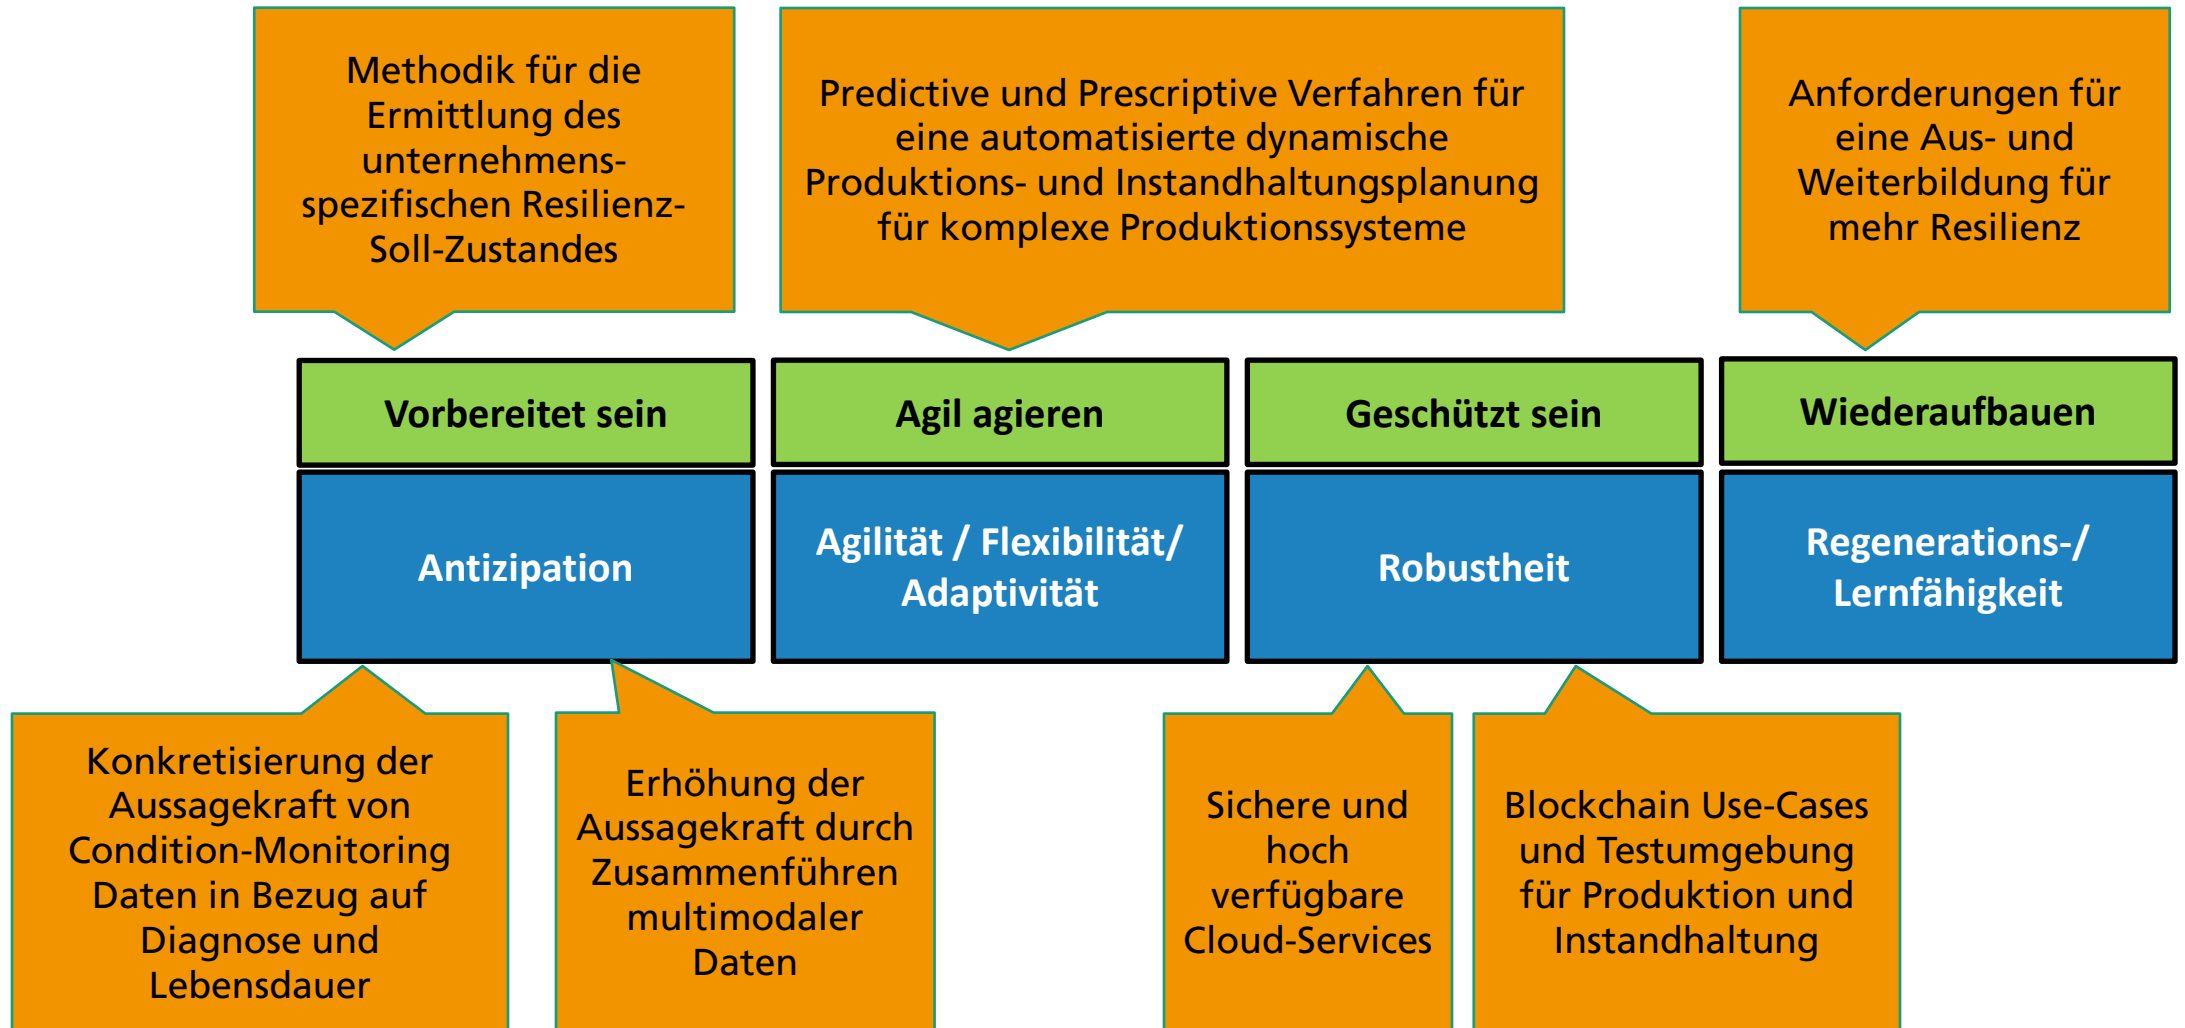 Methodik für die
Ermittlung des
unternehmens-
spezifischen Resilienz-
Soll-Zustandes
Predictive und Prescriptive Verfahren für
eine automatisierte dynamische
Produktions- und Instandhaltungsplanung
für komplexe Produktionssysteme
Anforderungen für
eine Aus- und
Weiterbildung für
mehr Resilienz
Vorbereitet sein
Agil agieren
Geschützt sein
Wiederaufbauen
Antizipation
Agilität / Flexibilität/
Adaptivität
Robustheit
Regenerations-/
Lernfähigkeit
Konkretisierung der
Aussagekraft von
Condition-Monitoring
Daten in Bezug auf
Diagnose und
Lebensdauer
Erhöhung der
Aussagekraft durch
Zusammenführen
multimodaler
Daten
Sichere und
hoch
verfügbare
Cloud-Services
Blockchain Use-Cases
und Testumgebung
für Produktion und
Instandhaltung